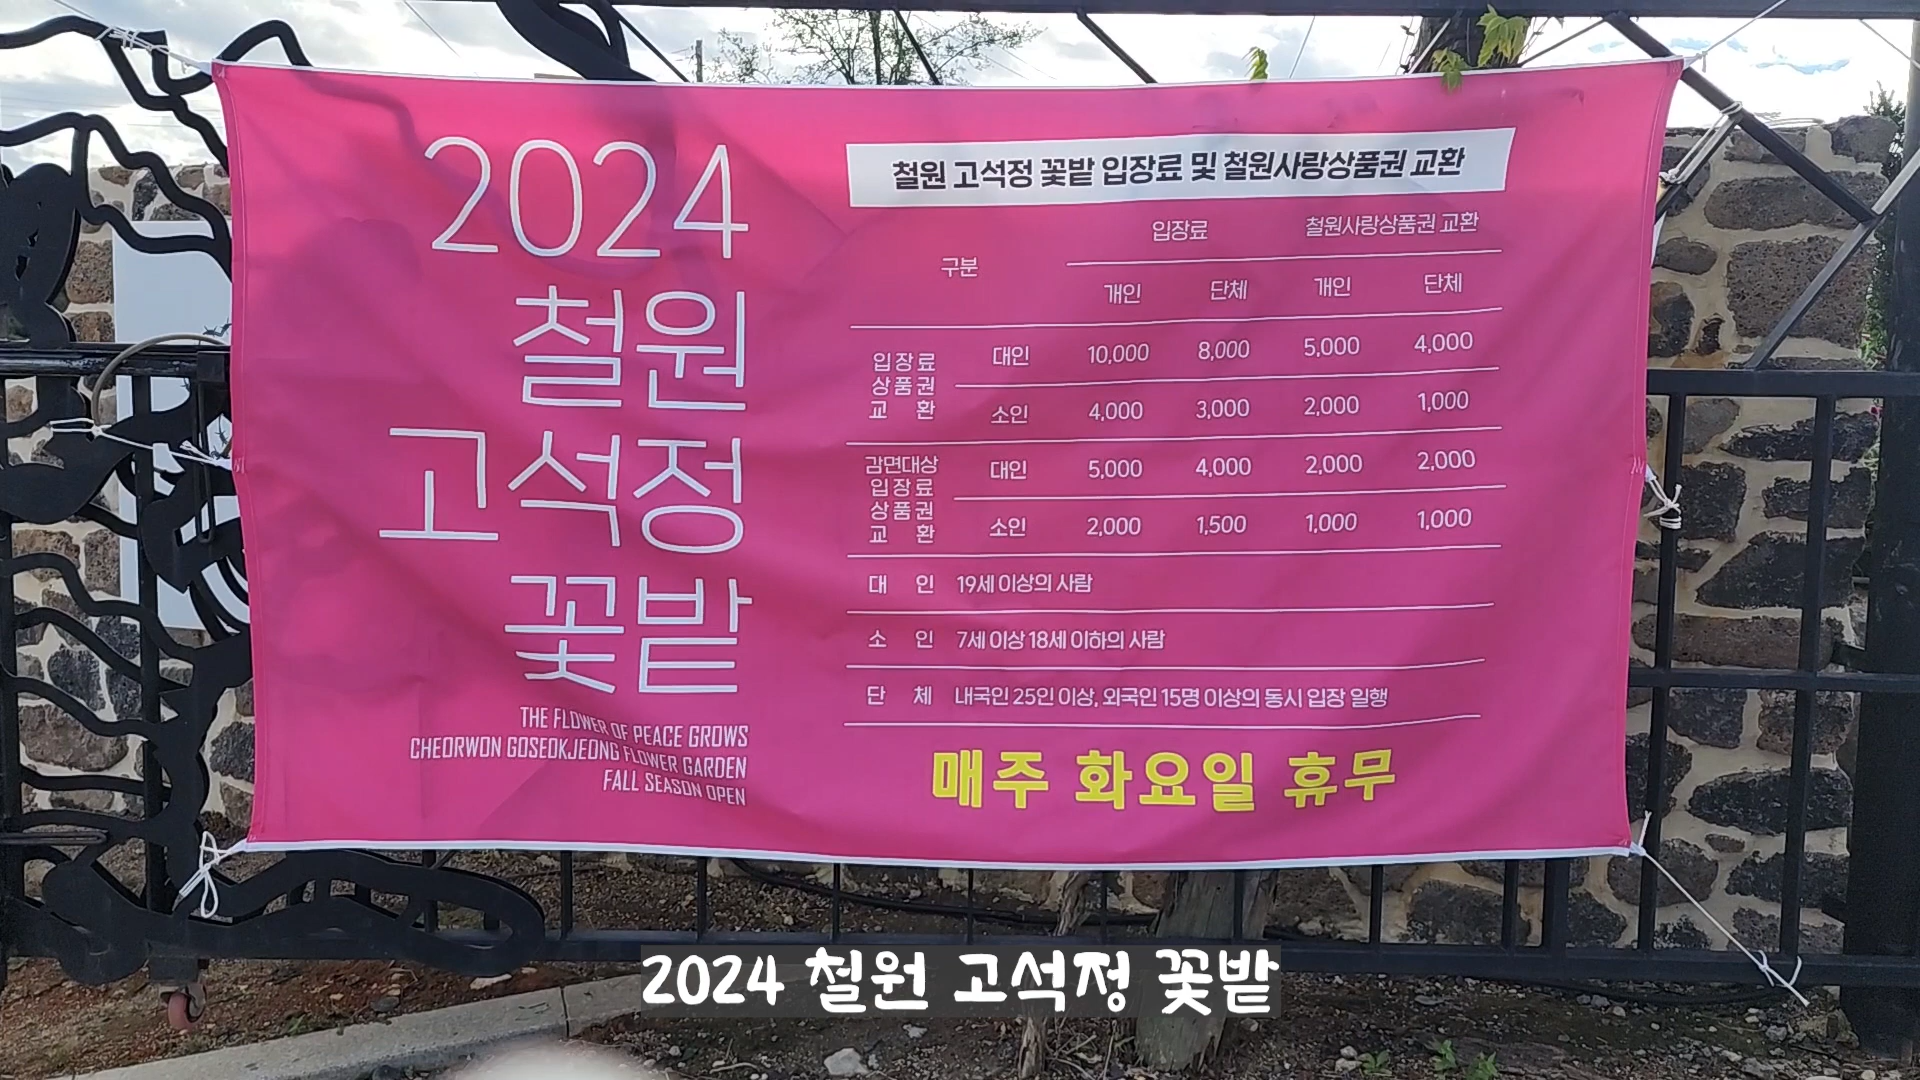 2024
철원
고석정
꽃밭
THE FLOWER OF PEACE GROWS
CHEORWON GOSEOKJEONG FLOWER GARDEN
FALL SEASON OPEN
철원 고석정 꽃밭 입장료 및 철원사랑상품권 교환
구분 입장료 철원사랑상품권 교환
개인 단체 개인 단체
입장료 상품권 교환 대인 10,000 8,000 5,000 4,000
소인 4,000 3,000 2,000 1,000
감면대상 입장료 상품권 교환 대인 5,000 4,000 2,000 2,000
소인 2,000 1,500 1,000 1,000
대 인 19세 이상의 사람
소 인 7세 이상 18세 이하의 사람
단 체 내국인 25인 이상, 외국인 15명 이상의 동시 입장 일행
매주 화요일 휴무
2024 철원 고석정 꽃밭